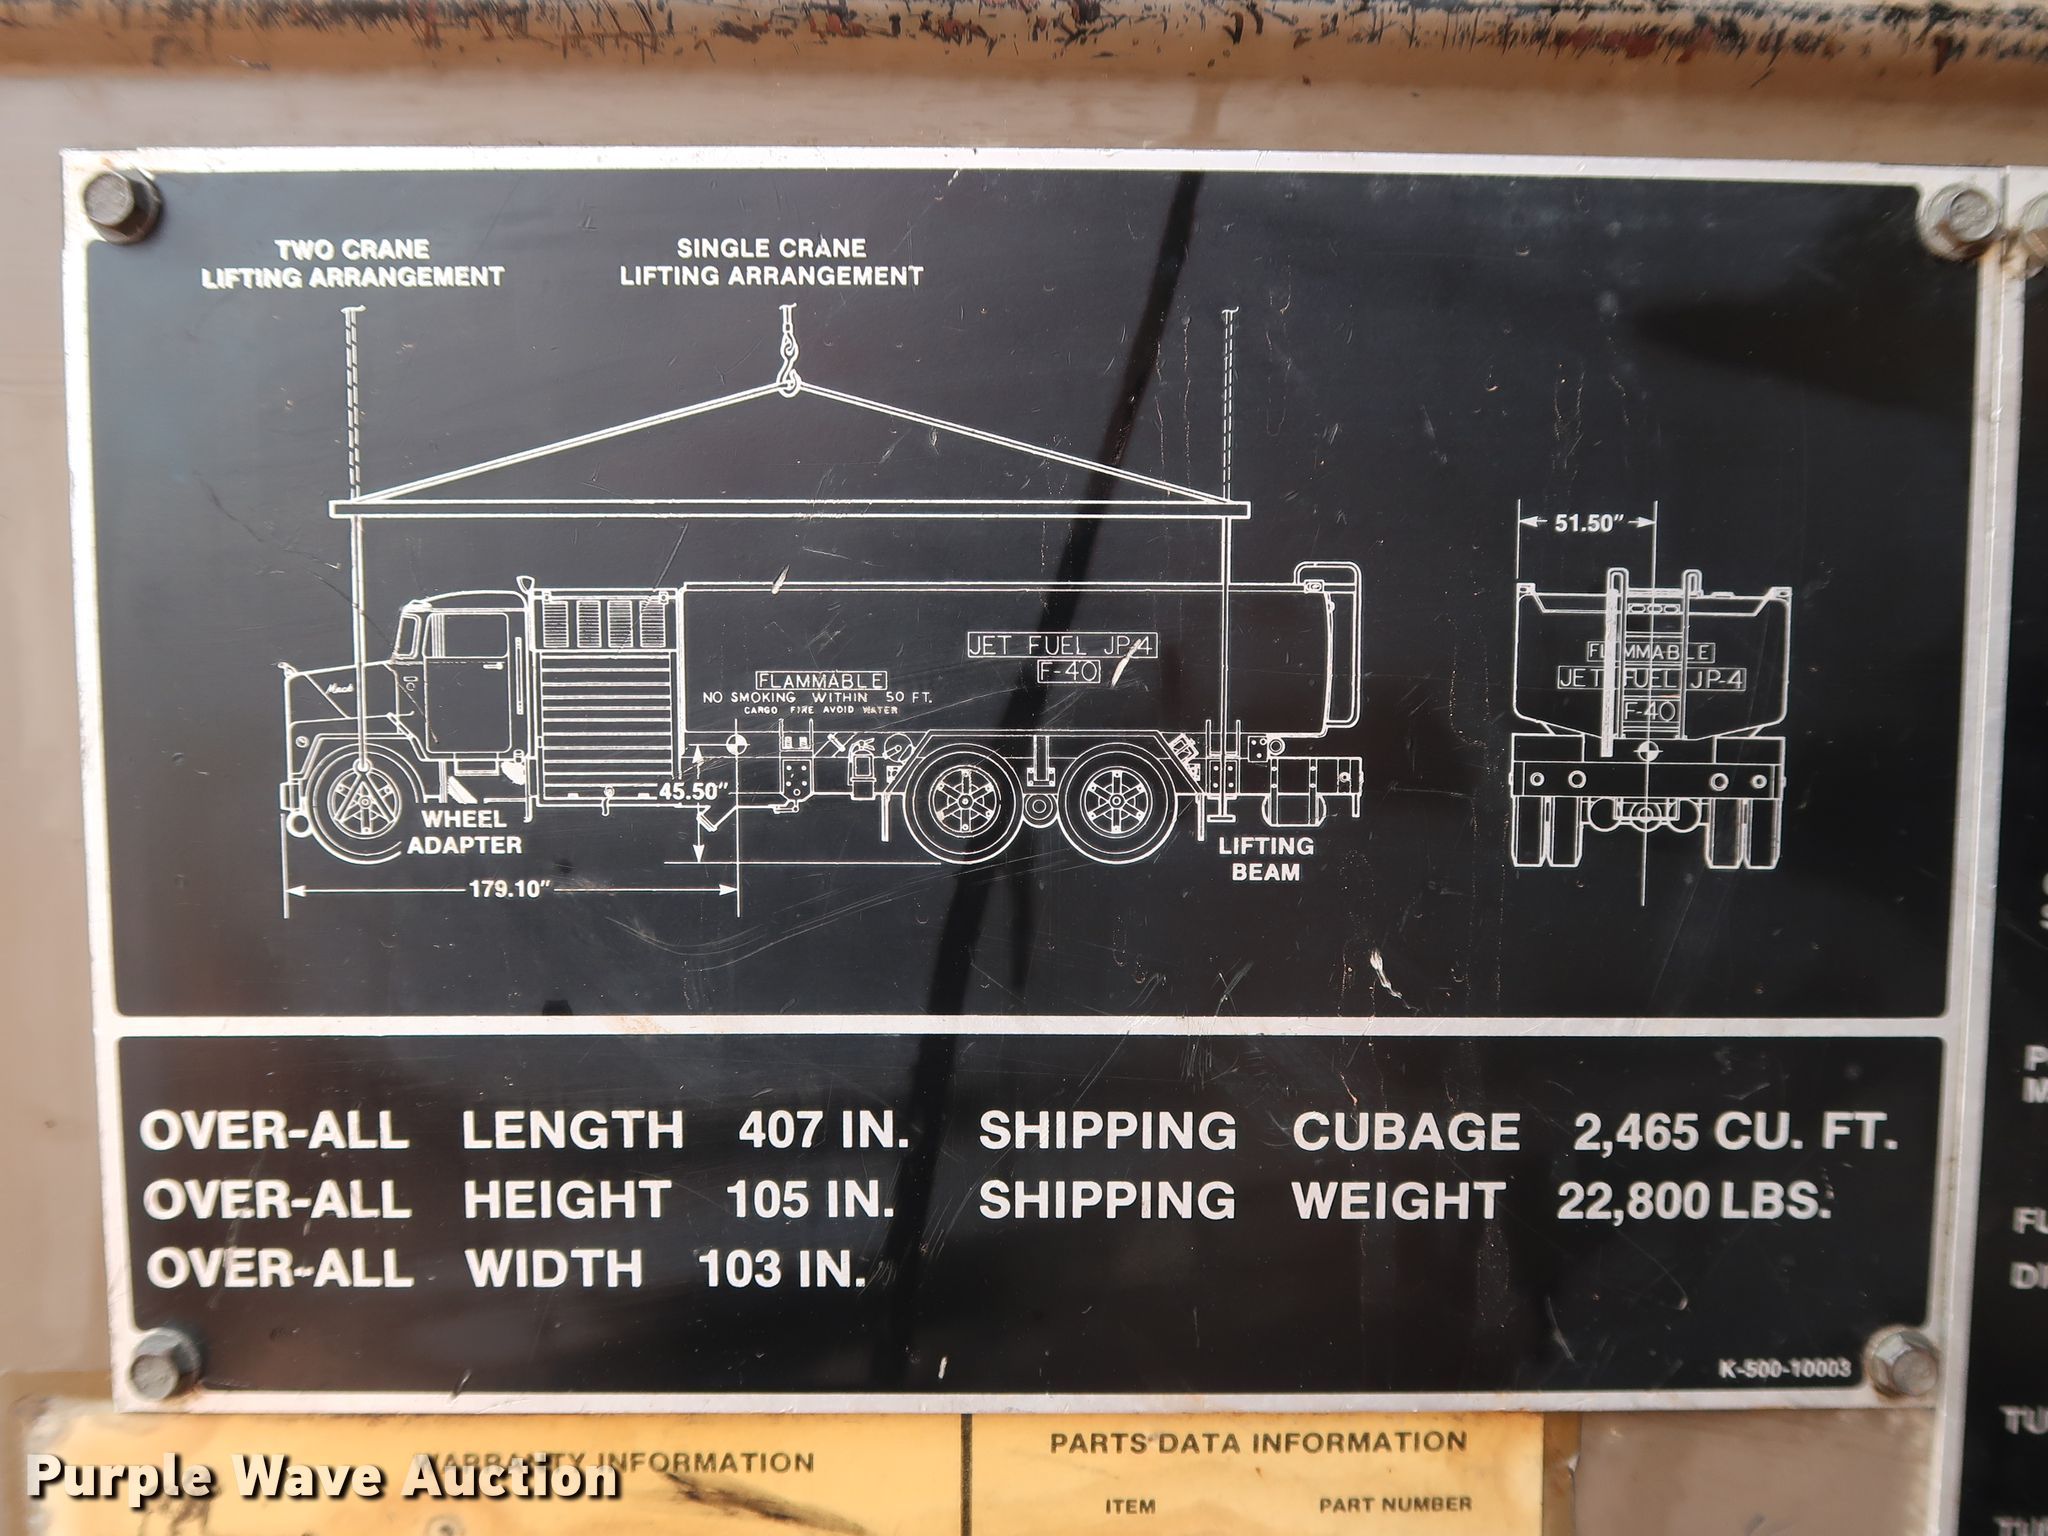 TWO CRANE
LIFTING ARRANGEMENT
SINGLE CRANE
LIFTING ARRANGEMENT
51.50"
Mack
JET FUEL JP-4
F-40
FLAMMABLE
NO SMOKING WITHIN 50 FT.
CARGO FIRE AVOID WATER
FLAMMABLE
JET FUEL JP-4
F-40
45.50"
WHEEL
ADAPTER
LIFTING
BEAM
179.10"
OVER-ALL LENGTH 407 IN. SHIPPING CUBAGE 2,465 CU. FT.
OVER-ALL HEIGHT 105 IN. SHIPPING WEIGHT 22,800 LBS.
OVER-ALL WIDTH 103 IN.
K-500-10003
WARRANTY INFORMATION
PARTS DATA INFORMATION
ITEM PART NUMBER
Purple Wave Auction